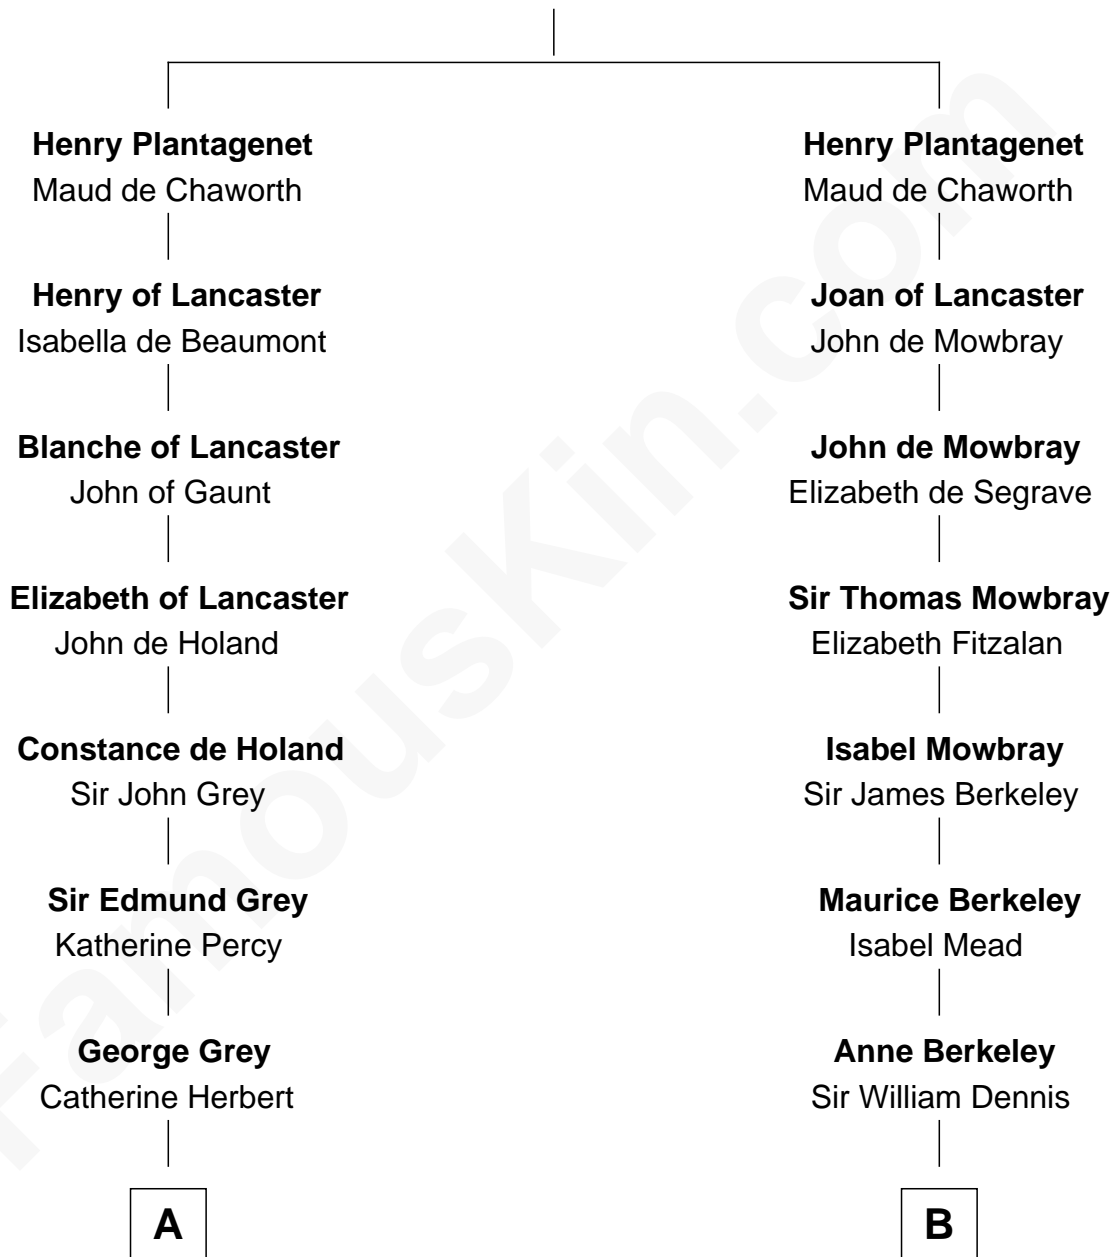 Henry Plantagenet
Maud de Chaworth
Henry of Lancaster
Isabella de Beaumont
Blanche of Lancaster
John of Gaunt
Elizabeth of Lancaster
John de Holand
Constance de Holand
Sir John Grey
Sir Edmund Grey
Katherine Percy
George Grey
Catherine Herbert
A
Henry Plantagenet
Maud de Chaworth
Joan of Lancaster
John de Mowbray
John de Mowbray
Elizabeth de Segrave
Sir Thomas Mowbray
Elizabeth Fitzalan
Isabel Mowbray
Sir James Berkeley
Maurice Berkeley
Isabel Mead
Anne Berkeley
Sir William Dennis
B
FamousKin.com